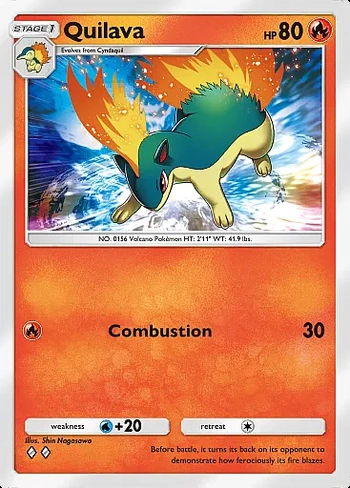 STAGE 1 Quilava HP 80
Evolves from Cyndaquil
NO. 0156 Volcano Pokémon HT: 2'11" WT: 41.9 lbs.
Combustion 30
weakness +20 retreat
Illus. Shin Nagasawa
Before battle, it turns its back on its opponent to
demonstrate how ferociously its fire blazes.